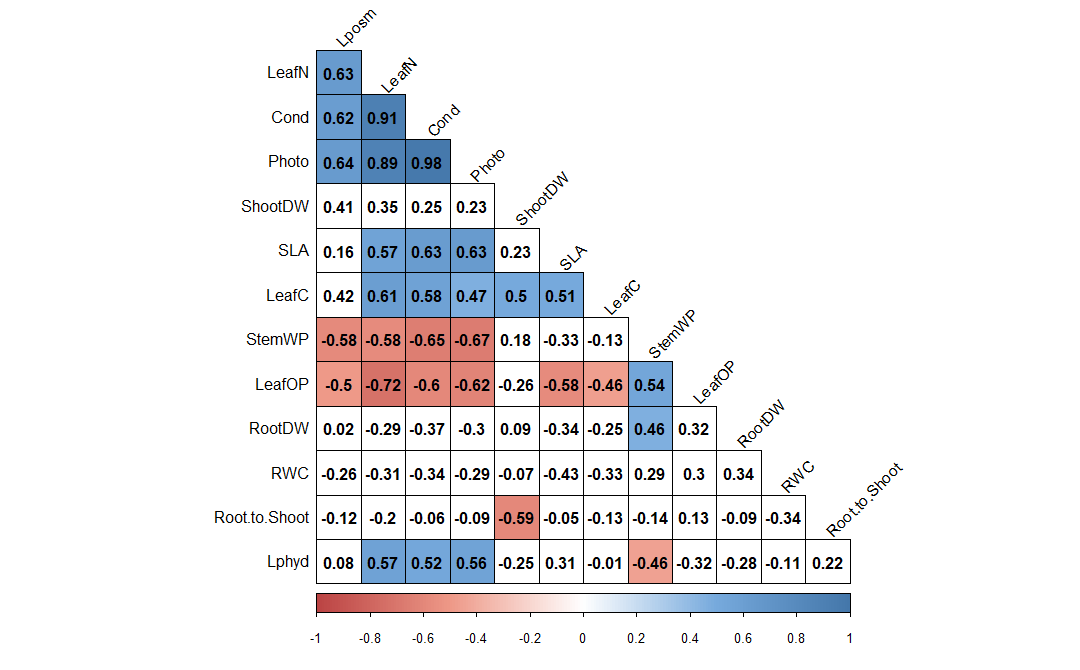 Lposm
LeafN 0.63 LeafN
Cond 0.62 0.91 Cond
Photo 0.64 0.89 0.98 Photo
ShootDW 0.41 0.35 0.25 0.23 ShootDW
SLA 0.16 0.57 0.63 0.63 0.23 SLA
LeafC 0.42 0.61 0.58 0.47 0.5 0.51 LeafC
StemWP -0.58 -0.58 -0.65 -0.67 0.18 -0.33 -0.13 StemWP
LeafOP -0.5 -0.72 -0.6 -0.62 -0.26 -0.58 -0.46 0.54 LeafOP
RootDW 0.02 -0.29 -0.37 -0.3 0.09 -0.34 -0.25 0.46 0.32 RootDW
RWC -0.26 -0.31 -0.34 -0.29 -0.07 -0.43 -0.33 0.29 0.3 0.34 RWC
Root.to.Shoot -0.12 -0.2 -0.06 -0.09 -0.59 -0.05 -0.13 -0.14 0.13 -0.09 -0.34 Root.to.Shoot
Lphyd 0.08 0.57 0.52 0.56 -0.25 0.31 -0.01 -0.46 -0.32 -0.28 -0.11 0.22
-1 -0.8 -0.6 -0.4 -0.2 0 0.2 0.4 0.6 0.8 1